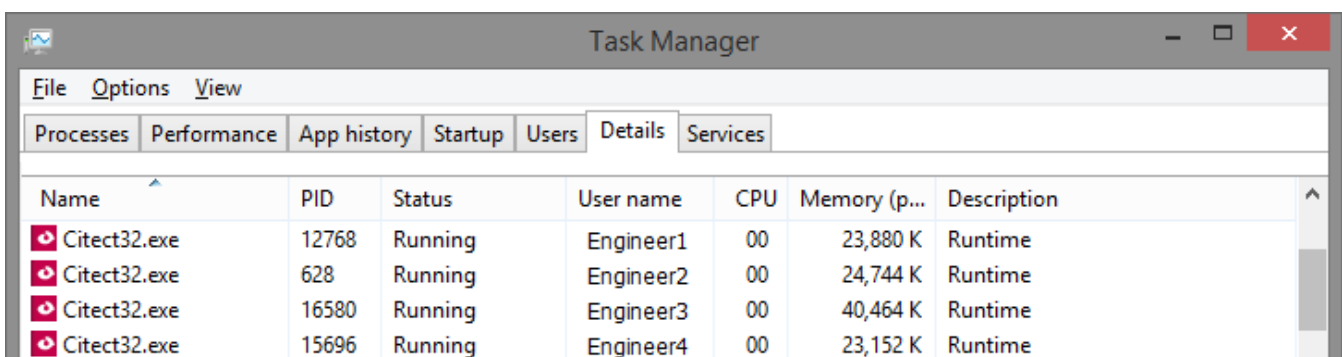 Task Manager
File Options View
Processes Performance App history Startup Users Details Services
Name PID Status User name CPU Memory (p... Description
Citect32.exe 12768 Running Engineer1 00 23,880 K Runtime
Citect32.exe 628 Running Engineer2 00 24,744 K Runtime
Citect32.exe 16580 Running Engineer3 00 40,464 K Runtime
Citect32.exe 15696 Running Engineer4 00 23,152 K Runtime